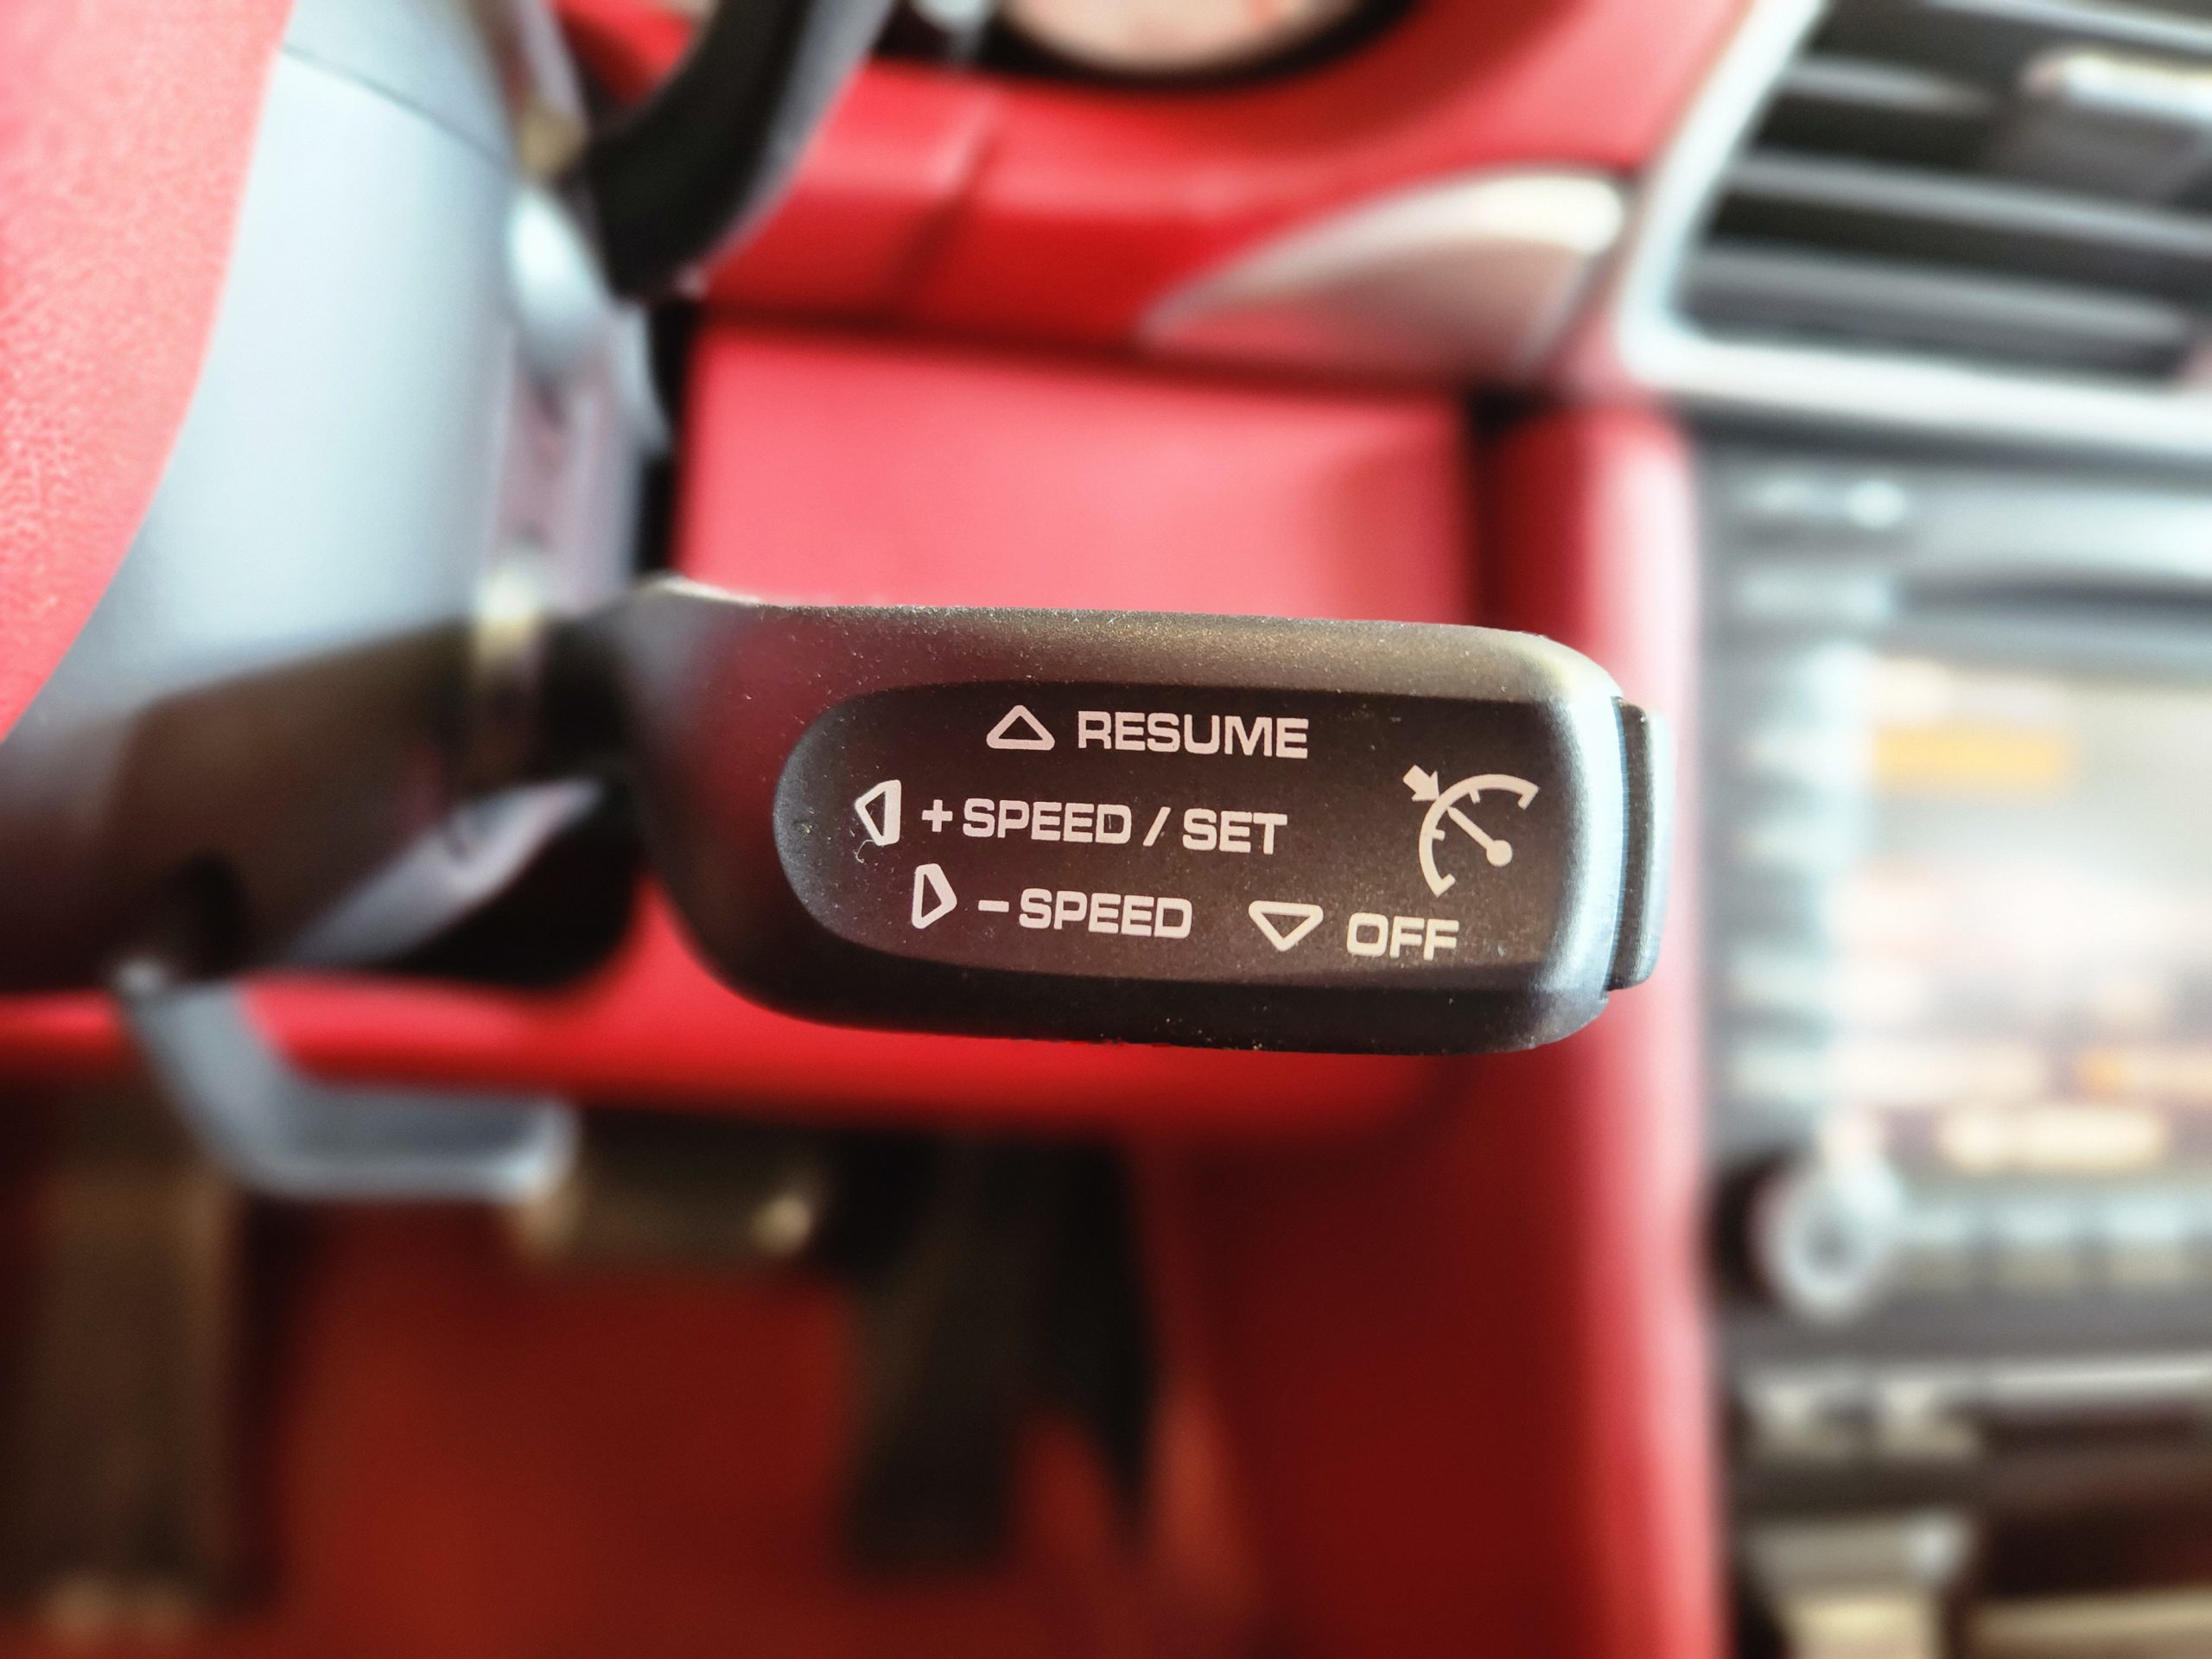 RESUME
+SPEED / SET
-SPEED OFF